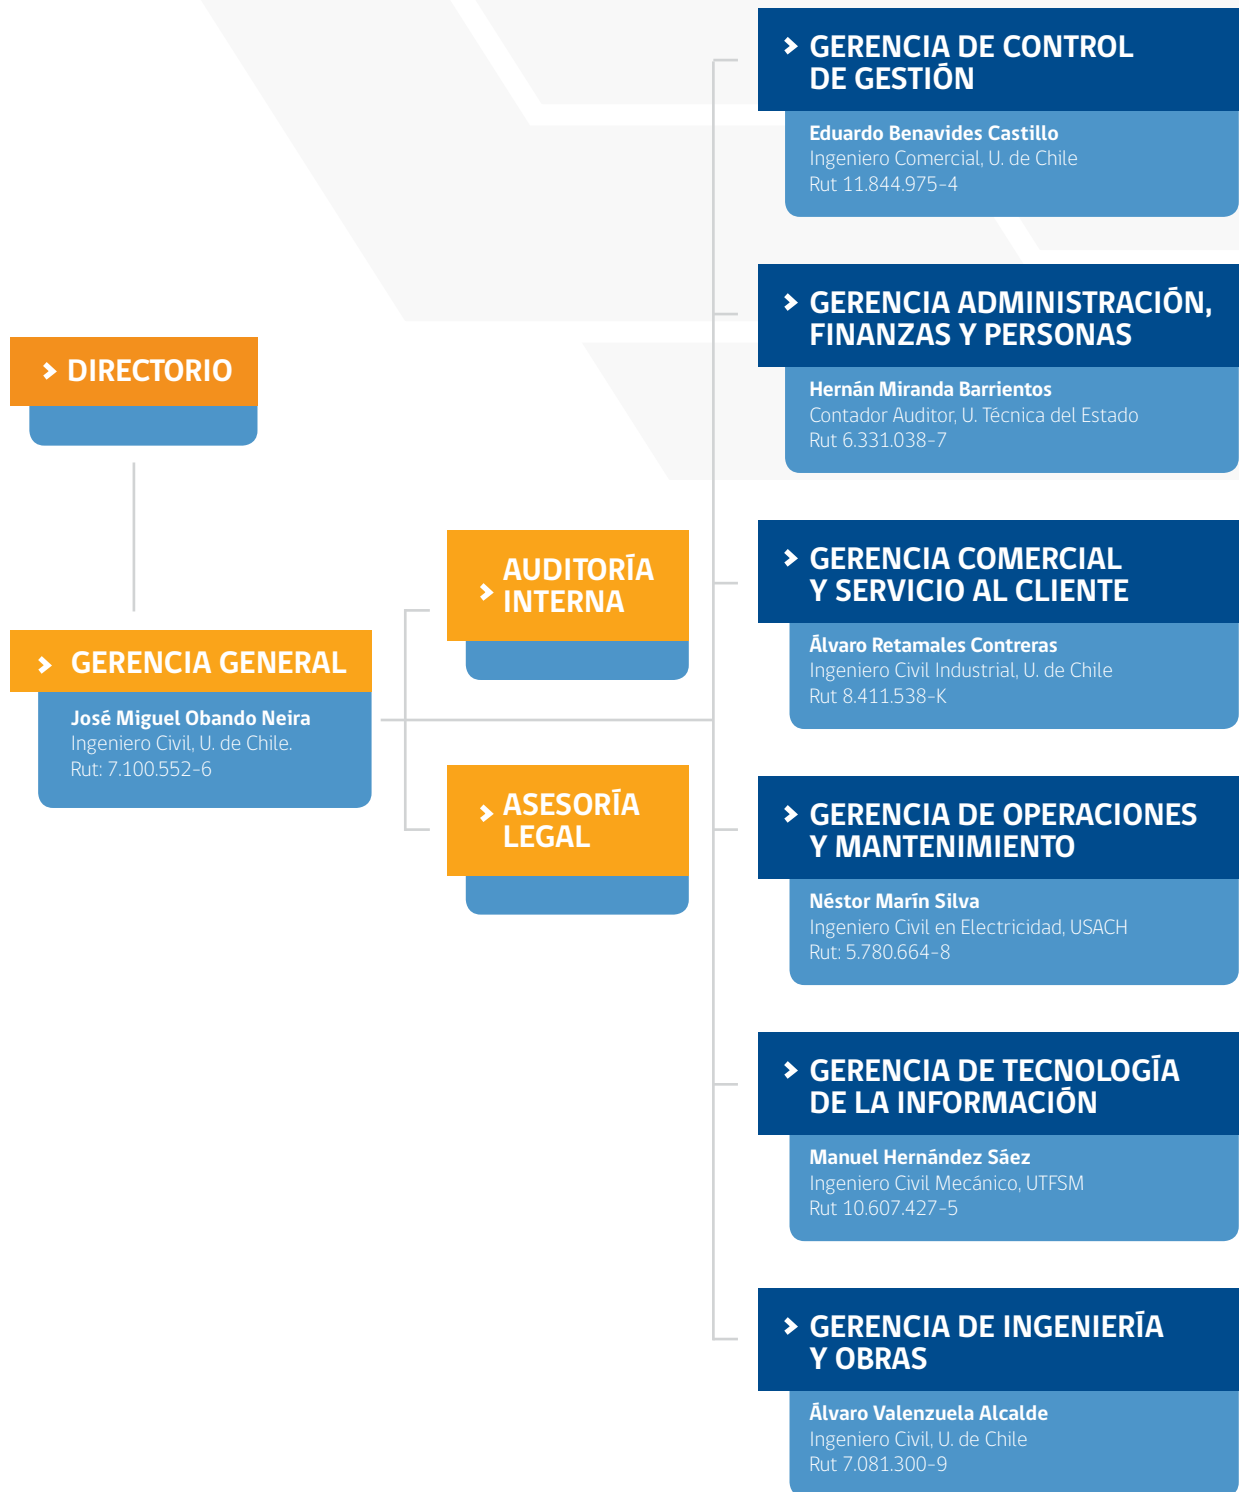 DIRECTORIO
GERENCIA GENERAL
José Miguel Obando Neira
Ingeniero Civil, U. de Chile.
Rut: 7.100.552-6
AUDITORÍA
INTERNA
ASESORÍA
LEGAL
GERENCIA DE CONTROL
DE GESTIÓN
Eduardo Benavides Castillo
Ingeniero Comercial, U. de Chile
Rut 11.844.975-4
GERENCIA ADMINISTRACIÓN,
FINANZAS Y PERSONAS
Hernán Miranda Barrientos
Contador Auditor, U. Técnica del Estado
Rut 6.331.038-7
GERENCIA COMERCIAL
Y SERVICIO AL CLIENTE
Álvaro Retamales Contreras
Ingeniero Civil Industrial, U. de Chile
Rut 8.411.538-K
GERENCIA DE OPERACIONES
Y MANTENIMIENTO
Néstor Marín Silva
Ingeniero Civil en Electricidad, USACH
Rut: 5.780.664-8
GERENCIA DE TECNOLOGÍA
DE LA INFORMACIÓN
Manuel Hernández Sáez
Ingeniero Civil Mecánico, UTFSM
Rut 10.607.427-5
GERENCIA DE INGENIERÍA
Y OBRAS
Álvaro Valenzuela Alcalde
Ingeniero Civil, U. de Chile
Rut 7.081.300-9